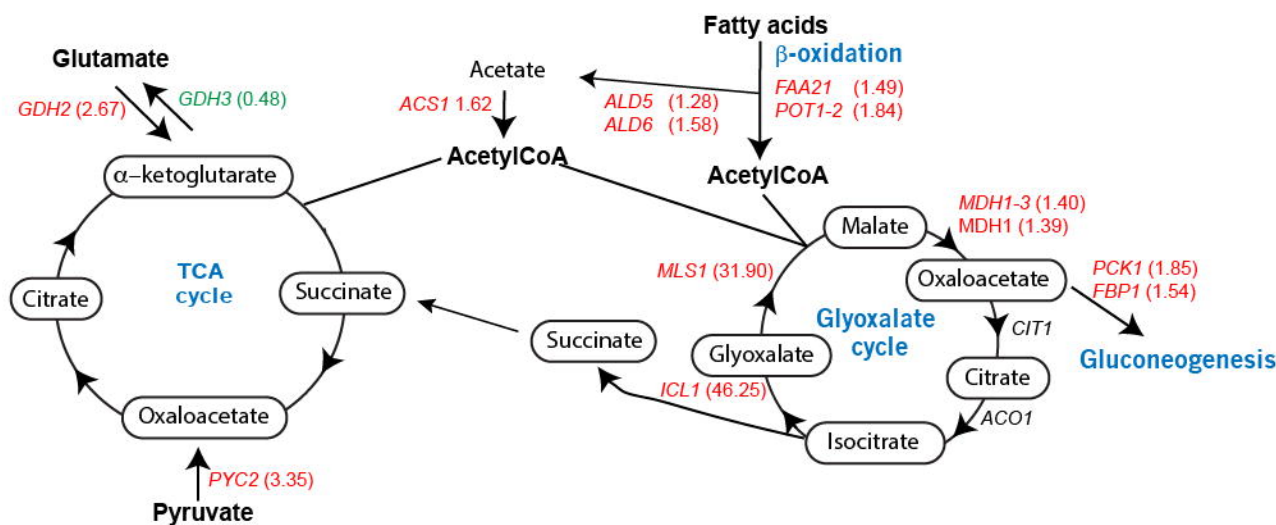 Fatty acids
β-oxidation
Glutamate
Acetate
GDH2 (2.67)
GDH3 (0.48)
ACS1 1.62
ALD5 (1.28)
ALD6 (1.58)
FAA21 (1.49)
POT1-2 (1.84)
AcetylCoA
AcetylCoA
α–ketoglutarate
Malate
MDH1-3 (1.40)
MDH1 (1.39)
MLS1 (31.90)
Oxaloacetate
PCK1 (1.85)
FBP1 (1.54)
TCA
cycle
Citrate
Succinate
Glyoxalate
cycle
CIT1
Succinate
Glyoxalate
Gluconeogenesis
Citrate
ICL1 (46.25)
Oxaloacetate
ACO1
Isocitrate
PYC2 (3.35)
Pyruvate